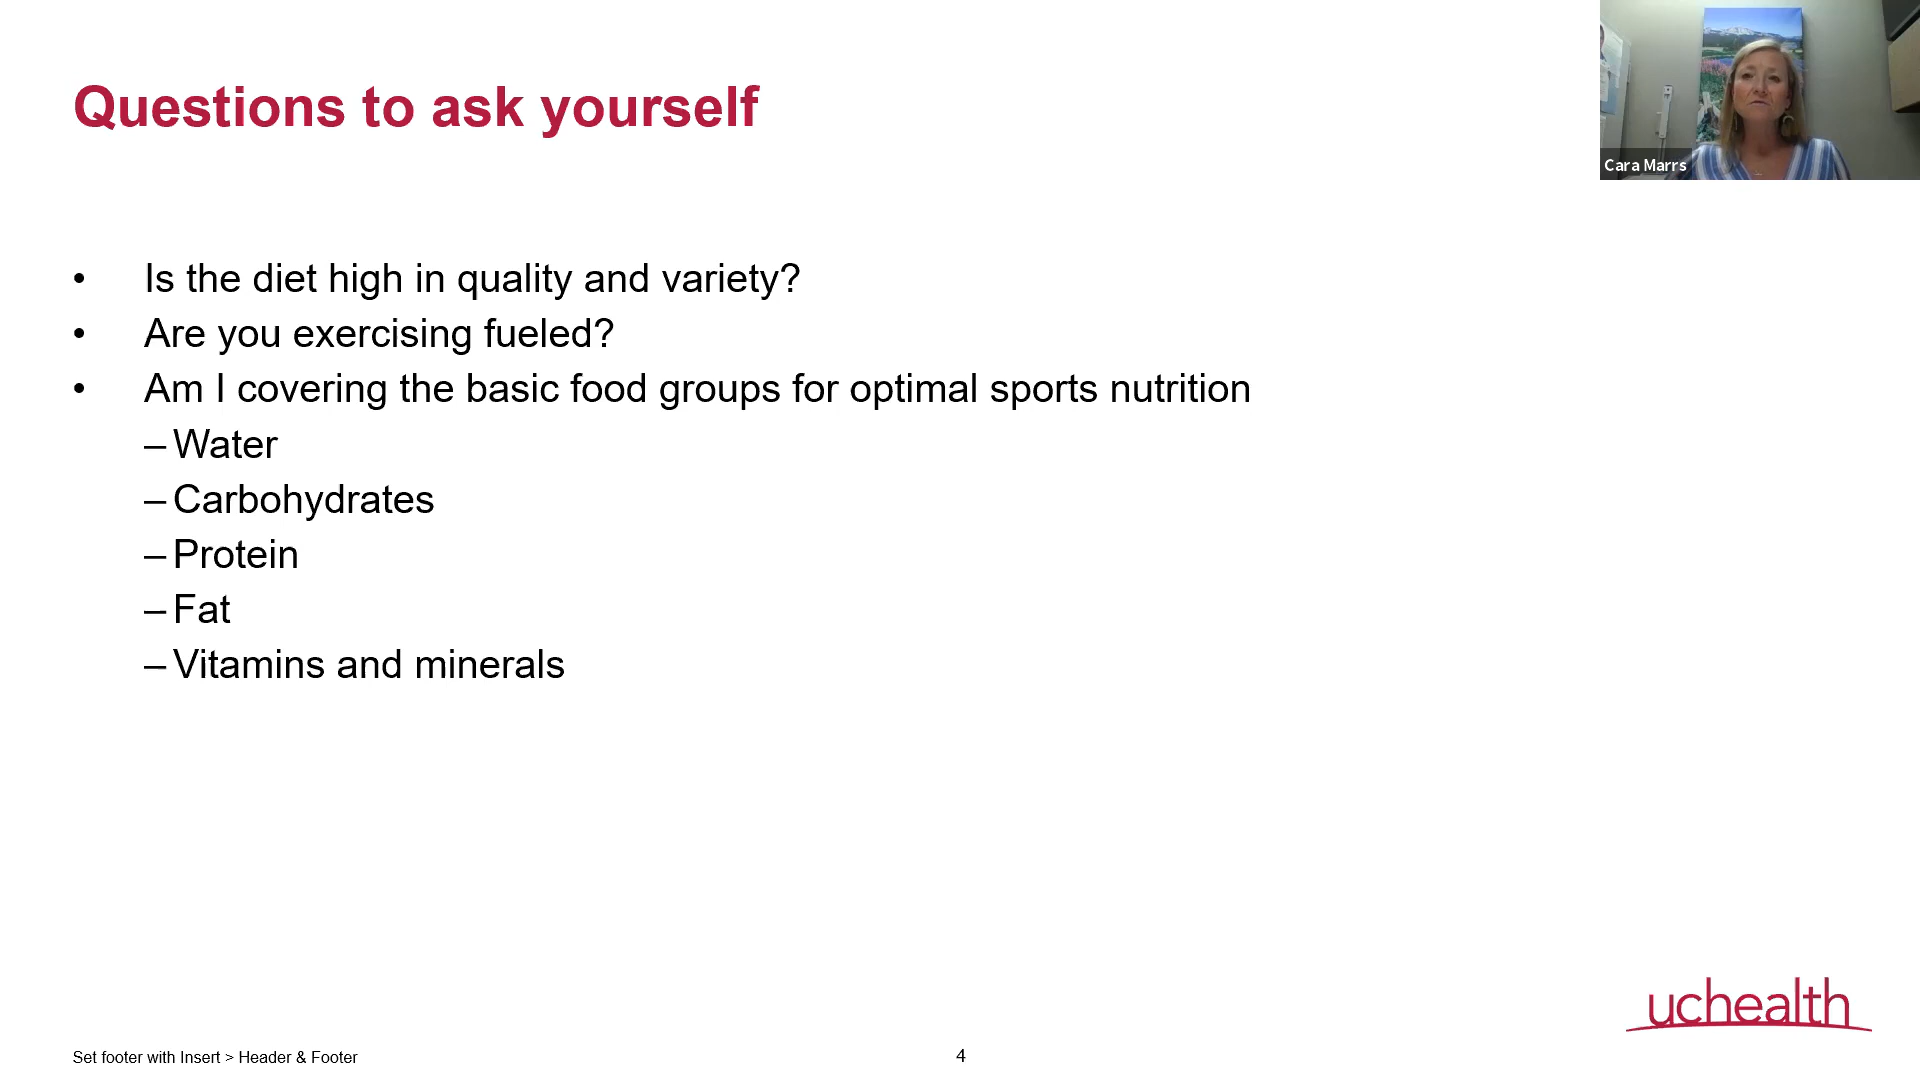 Questions to ask yourself
Cara Marrs
• Is the diet high in quality and variety?
• Are you exercising fueled?
• Am I covering the basic food groups for optimal sports nutrition
– Water
– Carbohydrates
– Protein
– Fat
– Vitamins and minerals
uchealth
Set footer with Insert > Header & Footer
4